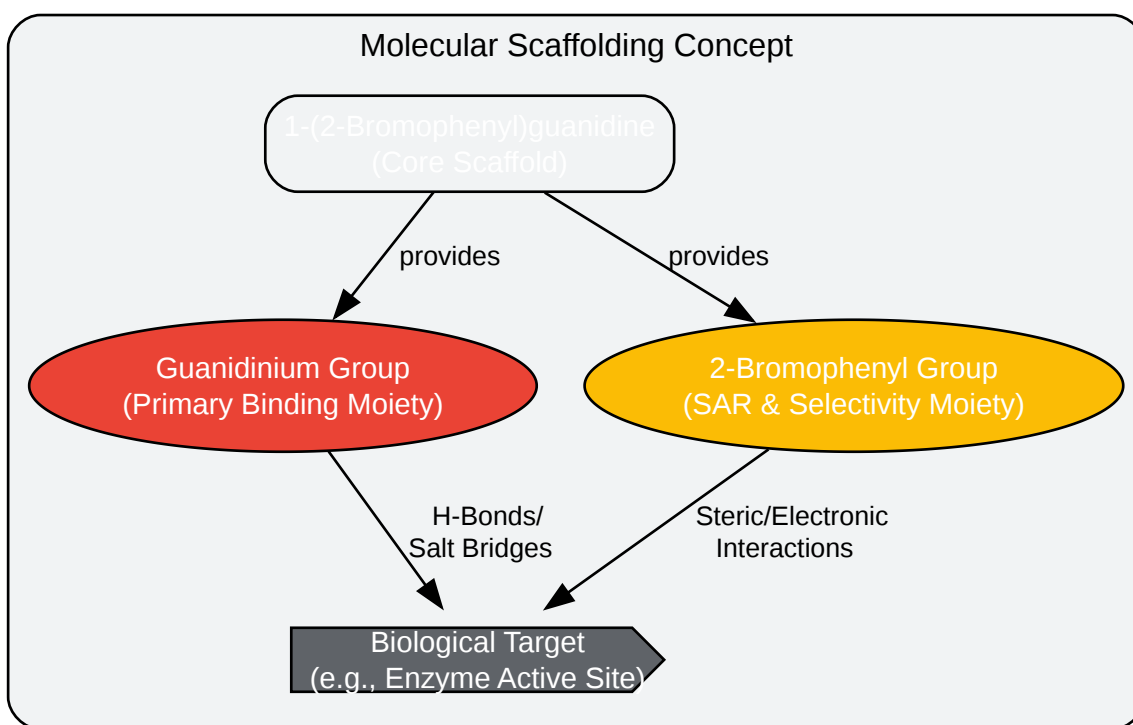 Molecular Scaffolding Concept
1-(2-Bromophenyl)guanidine
(Core Scaffold)
provides
provides
Guanidinium Group
(Primary Binding Moiety)
2-Bromophenyl Group
(SAR & Selectivity Moiety)
H-Bonds/
Salt Bridges
Steric/Electronic
Interactions
Biological Target
(e.g., Enzyme Active Site)